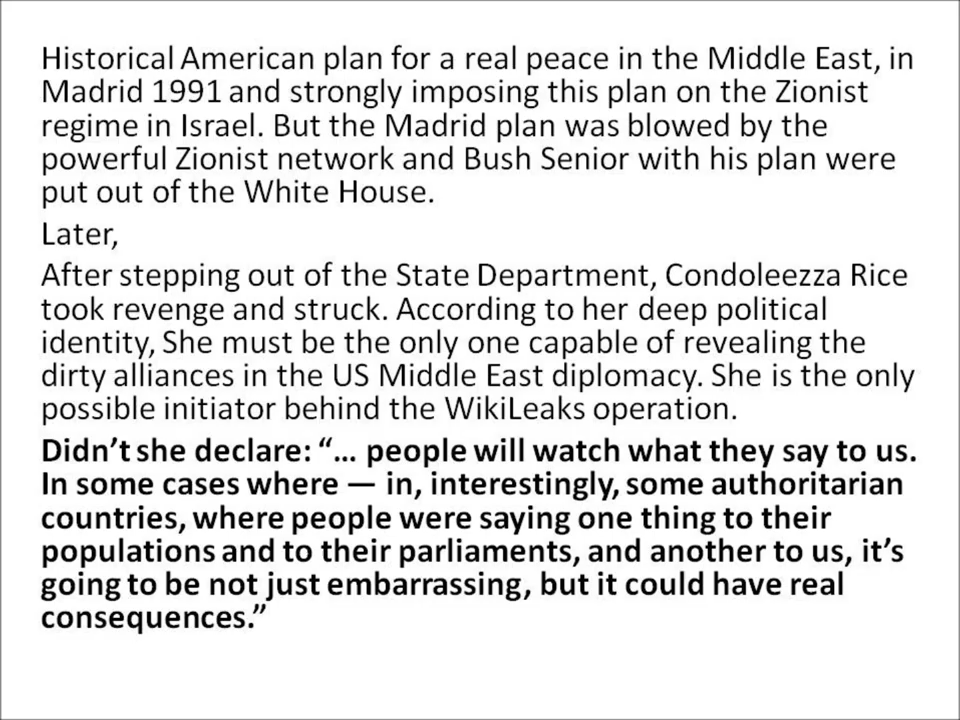 Historical American plan for a real peace in the Middle East, in
Madrid 1991 and strongly imposing this plan on the Zionist
regime in Israel. But the Madrid plan was blowed by the
powerful Zionist network and Bush Senior with his plan were
put out of the White House.
Later,
After stepping out of the State Department, Condoleezza Rice
took revenge and struck. According to her deep political
identity, She must be the only one capable of revealing the
dirty alliances in the US Middle East diplomacy. She is the only
possible initiator behind the WikiLeaks operation.
Didn’t she declare: “… people will watch what they say to us.
In some cases where — in, interestingly, some authoritarian
countries, where people were saying one thing to their
populations and to their parliaments, and another to us, it’s
going to be not just embarrassing, but it could have real
consequences.”